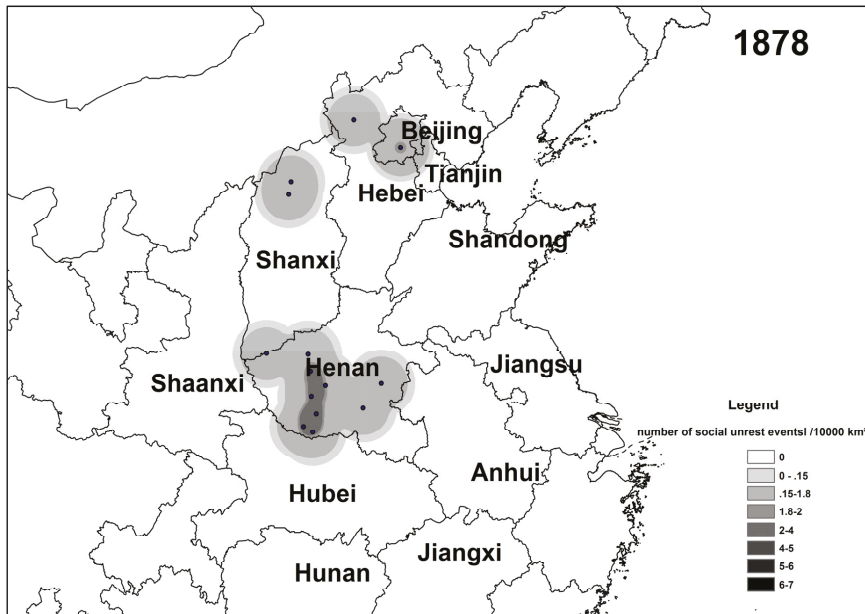 1878
Beijing
Tianjin
Hebei
Shandong
Shanxi
Henan
Jiangsu
Shaanxi
Legend
number of social unrest eventsl /10000 km²
0
0 - .15
.15-1.8
1.8-2
2-4
4-5
5-6
6-7
Anhui
Hubei
Jiangxi
Hunan